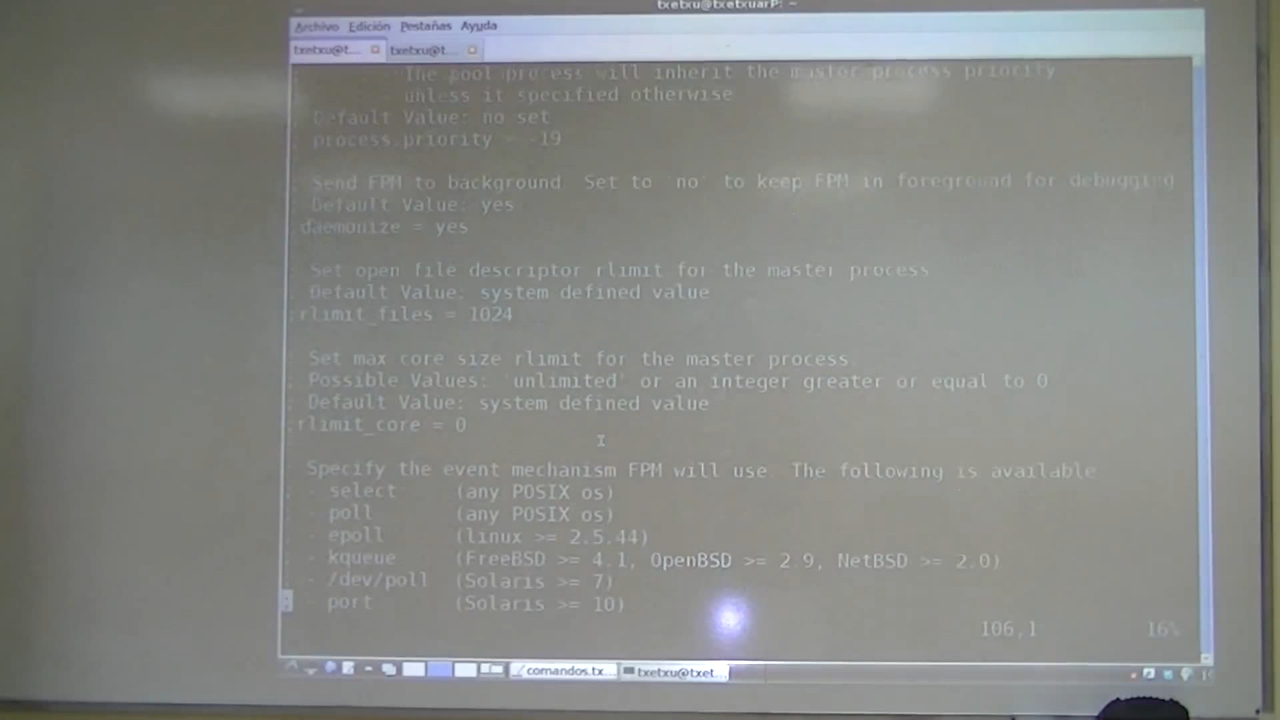 txetxu@txetxuarP: ~
Archivo Edición Pestañas Ayuda
txetxu@t... txetxu@t...
The pool process will inherit the master process priority
unless it specified otherwise
Default Value: no set
process.priority = -19
Send FPM to background. Set to 'no' to keep FPM in foreground for debugging
Default Value: yes
daemonize = yes
; Set open file descriptor rlimit for the master process
; Default Value: system defined value
;rlimit_files = 1024
; Set max core size rlimit for the master process
; Possible Values: 'unlimited' or an integer greater or equal to 0
; Default Value: system defined value
;rlimit_core = 0
Specify the event mechanism FPM will use. The following is available
; - select (any POSIX os)
; - poll (any POSIX os)
; - epoll (linux >= 2.5.44)
; - kqueue (FreeBSD >= 4.1, OpenBSD >= 2.9, NetBSD >= 2.0)
; - /dev/poll (Solaris >= 7)
- port (Solaris >= 10)
106,1 16%
comandos.tx... txetxu@txet...